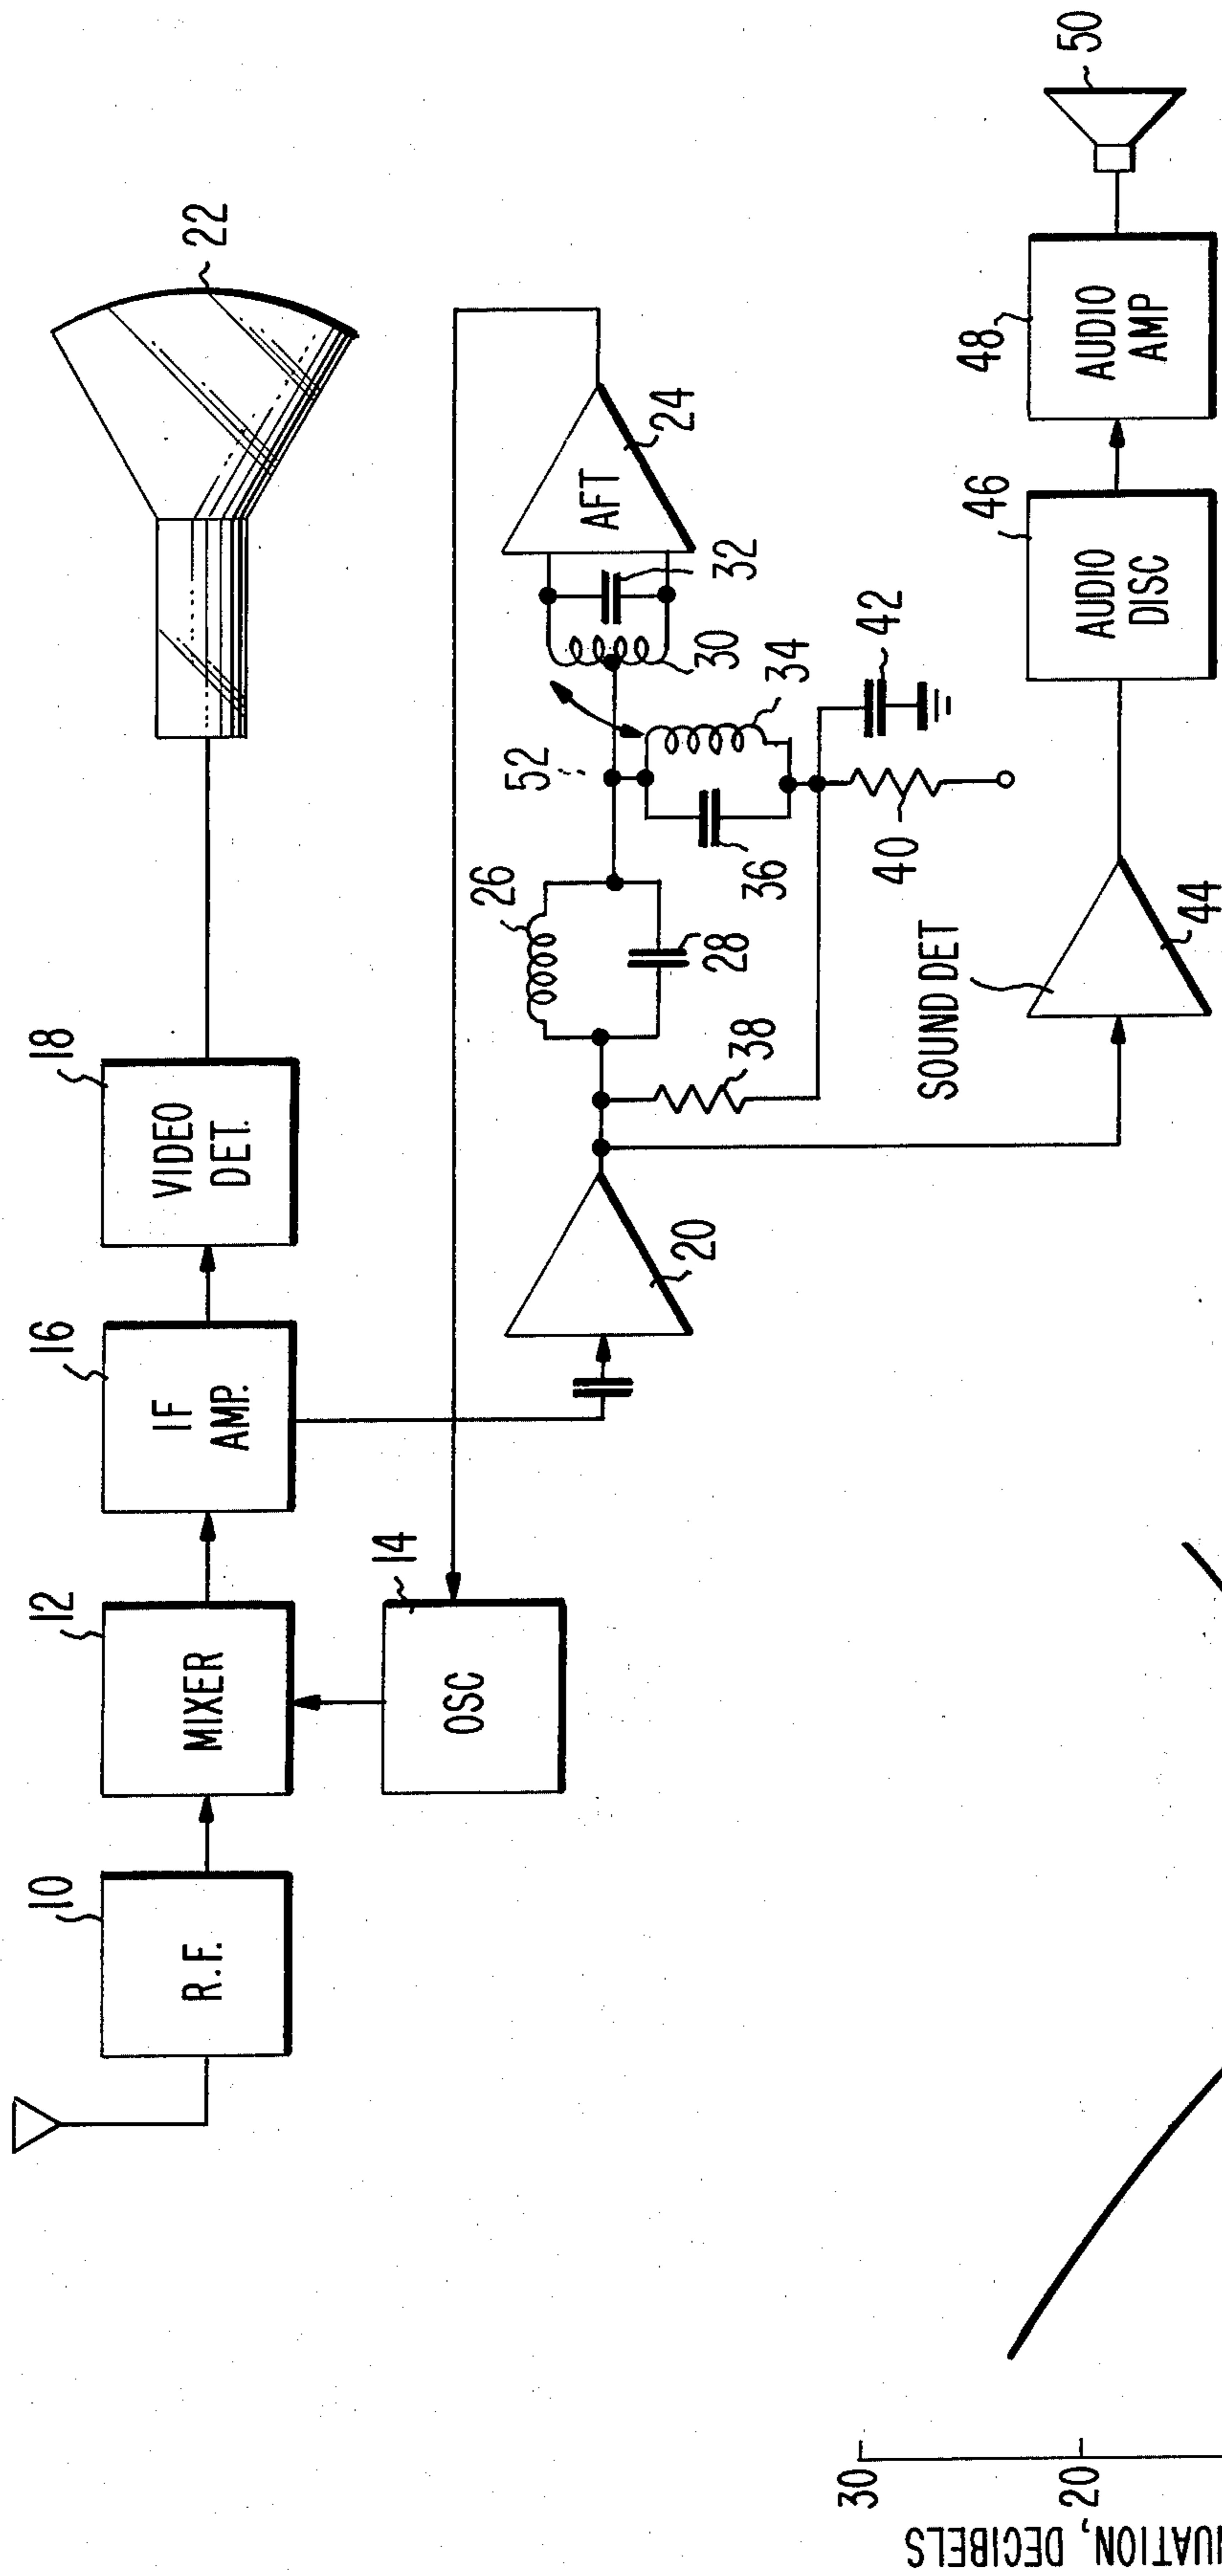 10
R.F.
12
MIXER
14
OSC
16
IF
AMP.
18
VIDEO
DET.
22
20
26
28
38
52
36
34
30
32
AFT
24
40
42
SOUND DET
44
46
AUDIO
DISC
48
AUDIO
AMP
50
30
20
DECIBELS